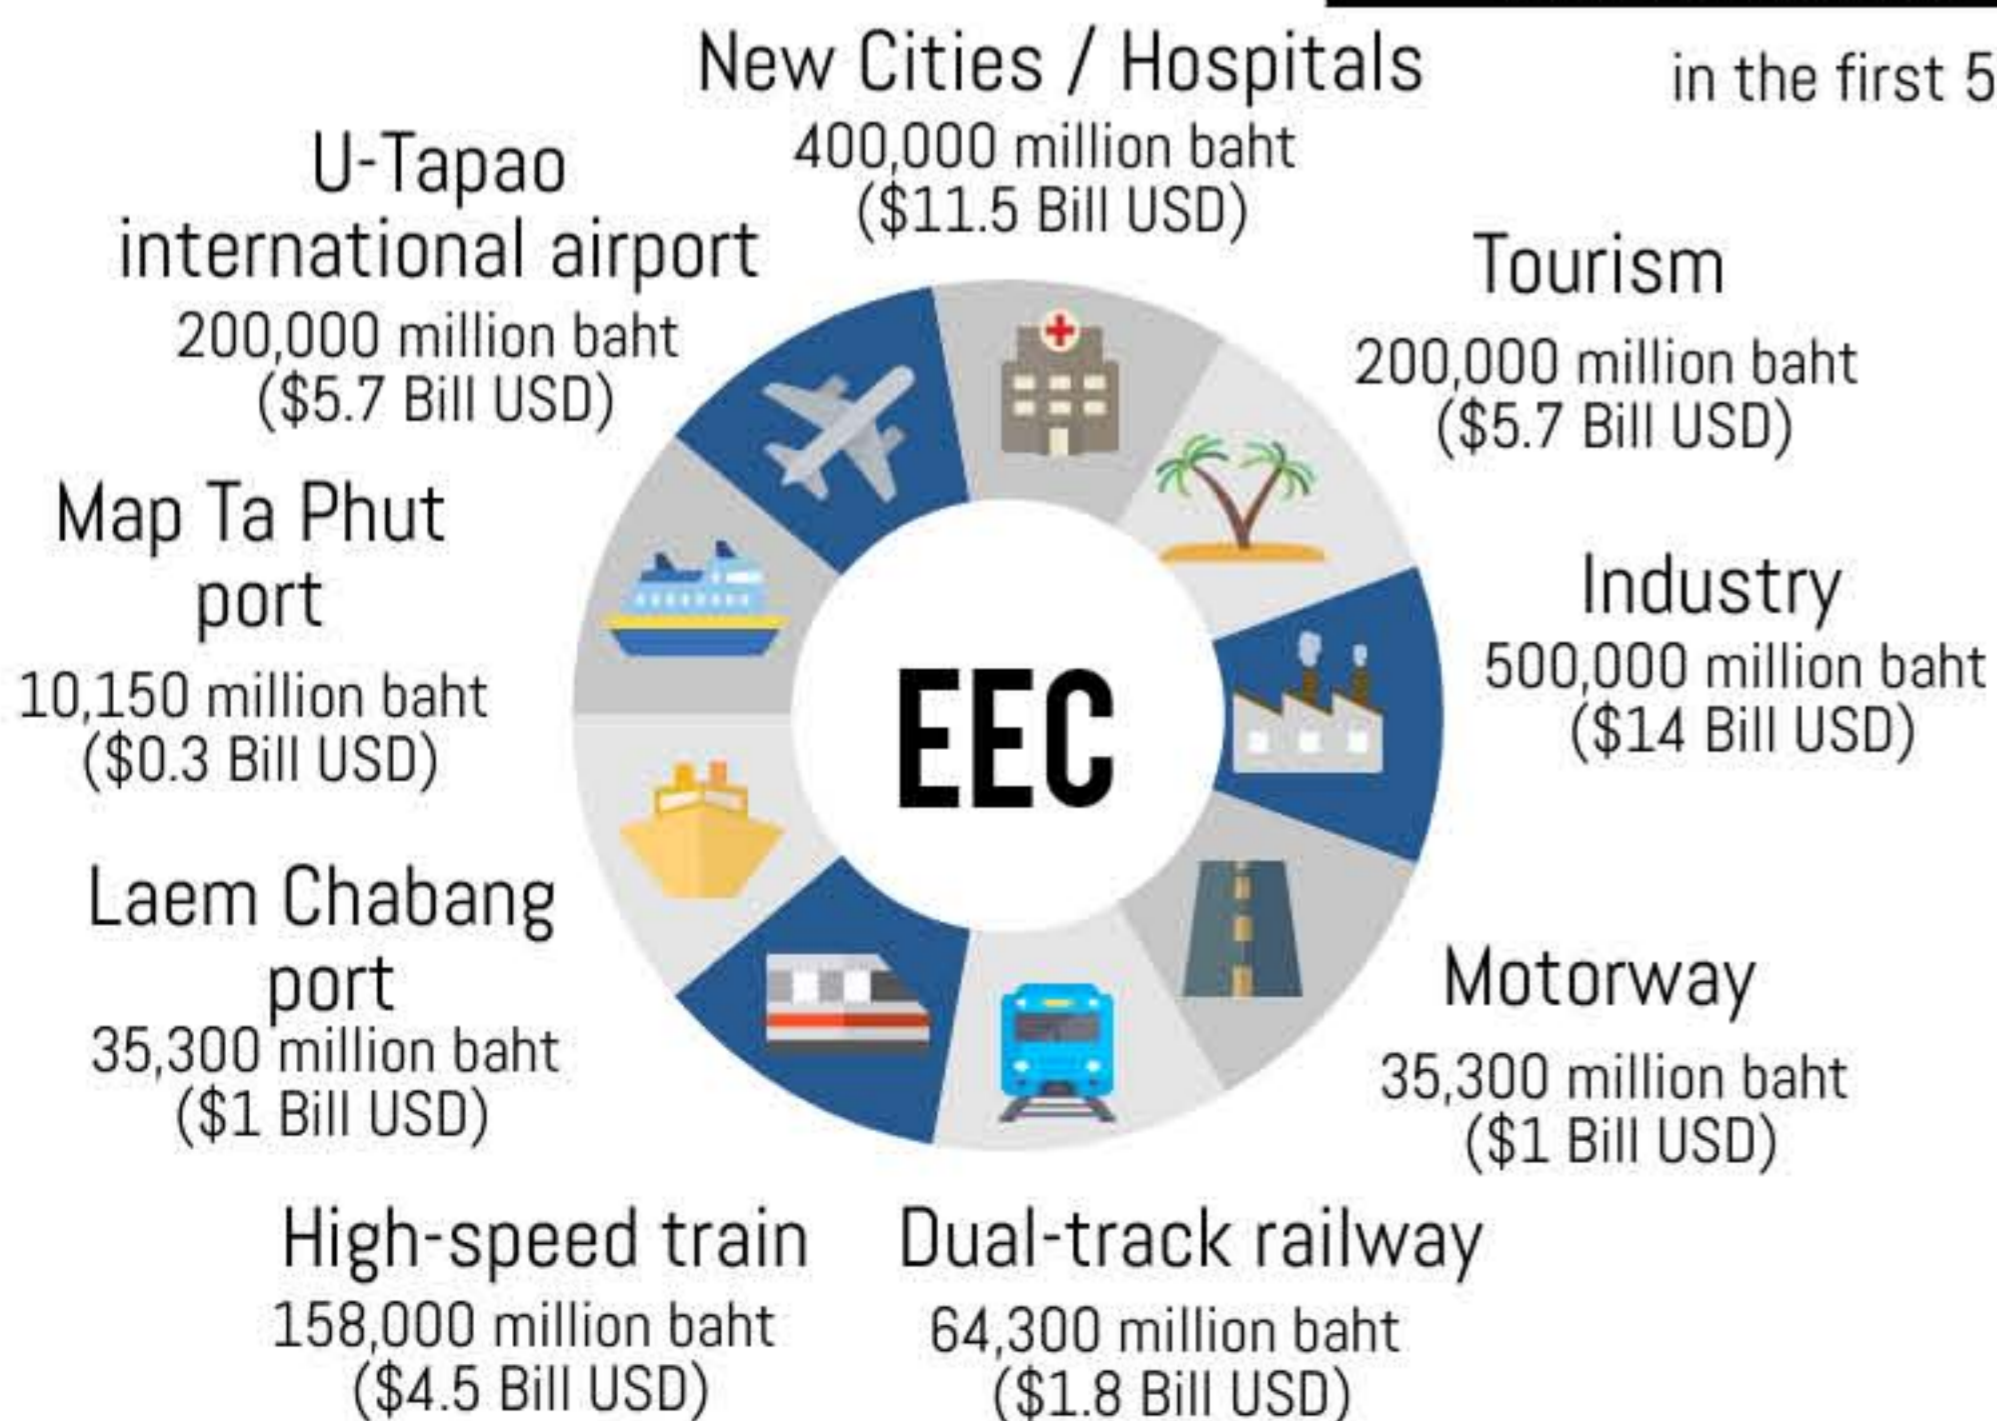 in the first 5
New Cities / Hospitals
400,000 million baht
($11.5 Bill USD)
U-Tapao
international airport
200,000 million baht
($5.7 Bill USD)
Tourism
200,000 million baht
($5.7 Bill USD)
Map Ta Phut
port
10,150 million baht
($0.3 Bill USD)
Industry
500,000 million baht
($14 Bill USD)
EEC
Laem Chabang
port
35,300 million baht
($1 Bill USD)
Motorway
35,300 million baht
($1 Bill USD)
High-speed train
158,000 million baht
($4.5 Bill USD)
Dual-track railway
64,300 million baht
($1.8 Bill USD)